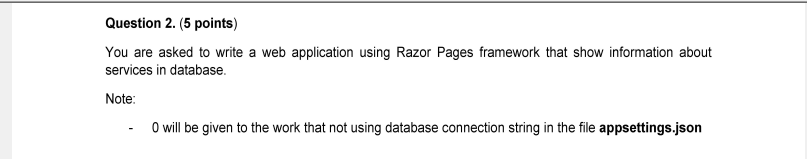 Question 2. (5 points)
You are asked to write a web application using Razor Pages framework that show information about
services in database.
Note:
- 0 will be given to the work that not using database connection string in the file appsettings.json